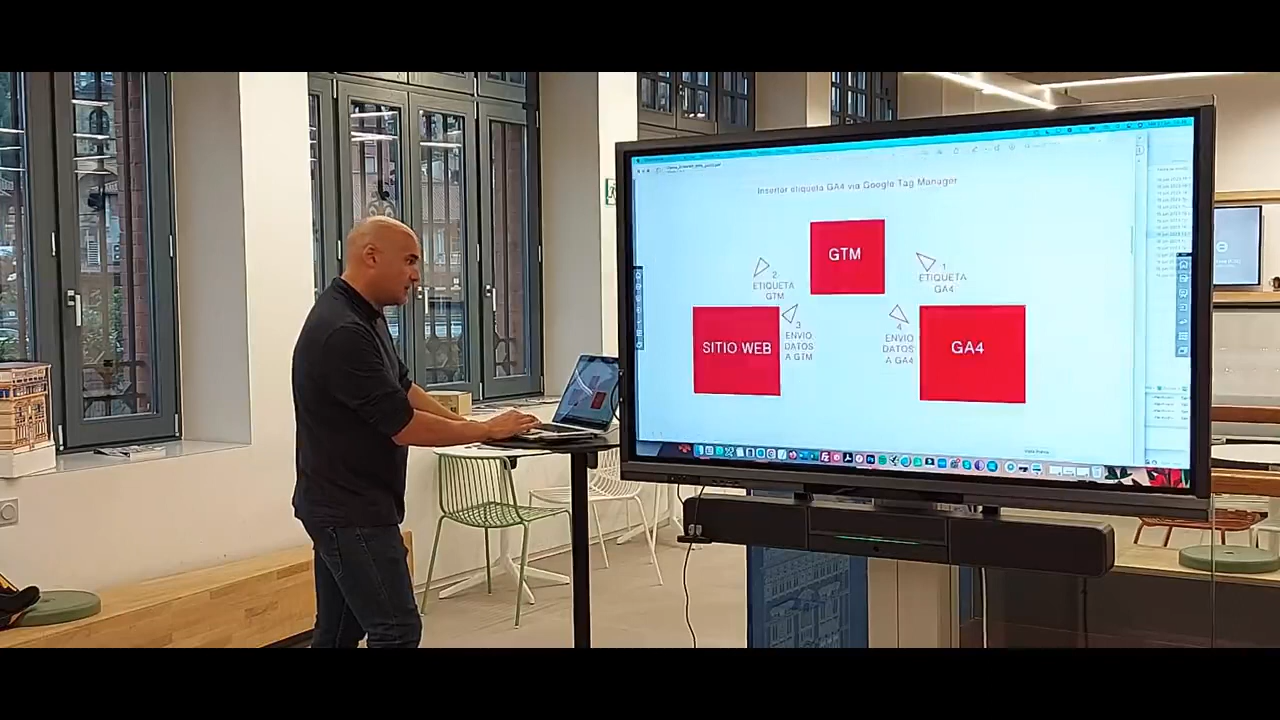 Insertar etiqueta GA4 via Google Tag Manager
GTM
2.
ETIQUETA
GTM
1
ETIQUETA
GA4
SITIO WEB
3
ENVIO
DATOS
A GTM
4
ENVIO
DATOS
A GA4
GA4